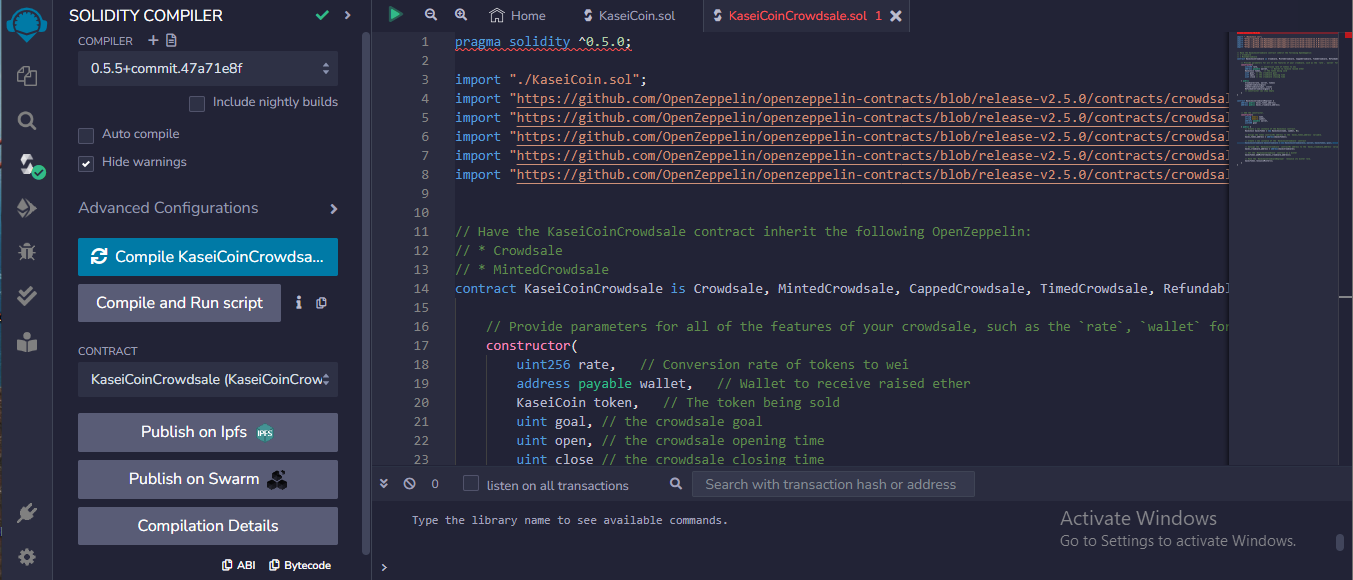 SOLIDITY COMPILER
COMPILER
0.5.5+commit.47a71e8f
Include nightly builds
Auto compile
Hide warnings
Advanced Configurations
Compile KaseiCoinCrowdsa...
Compile and Run script
CONTRACT
KaseiCoinCrowdsale (KaseiCoinCrow
Publish on Ipfs IPFS
Publish on Swarm
Compilation Details
ABI Bytecode
Home KaseiCoin.sol KaseiCoinCrowdsale.sol 1
1 pragma solidity ^0.5.0;
2
3 import "./KaseiCoin.sol";
4 import "https://github.com/OpenZeppelin/openzeppelin-contracts/blob/release-v2.5.0/contracts/crowdsal
5 import "https://github.com/OpenZeppelin/openzeppelin-contracts/blob/release-v2.5.0/contracts/crowdsal
6 import "https://github.com/OpenZeppelin/openzeppelin-contracts/blob/release-v2.5.0/contracts/crowdsal
7 import "https://github.com/OpenZeppelin/openzeppelin-contracts/blob/release-v2.5.0/contracts/crowdsal
8 import "https://github.com/OpenZeppelin/openzeppelin-contracts/blob/release-v2.5.0/contracts/crowdsal
9
10
11 // Have the KaseiCoinCrowdsale contract inherit the following OpenZeppelin:
12 // * Crowdsale
13 // * MintedCrowdsale
14 contract KaseiCoinCrowdsale is Crowdsale, MintedCrowdsale, CappedCrowdsale, TimedCrowdsale, Refundabl
15
16 // Provide parameters for all of the features of your crowdsale, such as the `rate`, `wallet` for
17 constructor(
18 uint256 rate, // Conversion rate of tokens to wei
19 address payable wallet, // Wallet to receive raised ether
20 KaseiCoin token, // The token being sold
21 uint goal, // the crowdsale goal
22 uint open, // the crowdsale opening time
23 uint close // the crowdsale closing time
0 listen on all transactions Search with transaction hash or address
Type the library name to see available commands.
>
Activate Windows
Go to Settings to activate Windows.